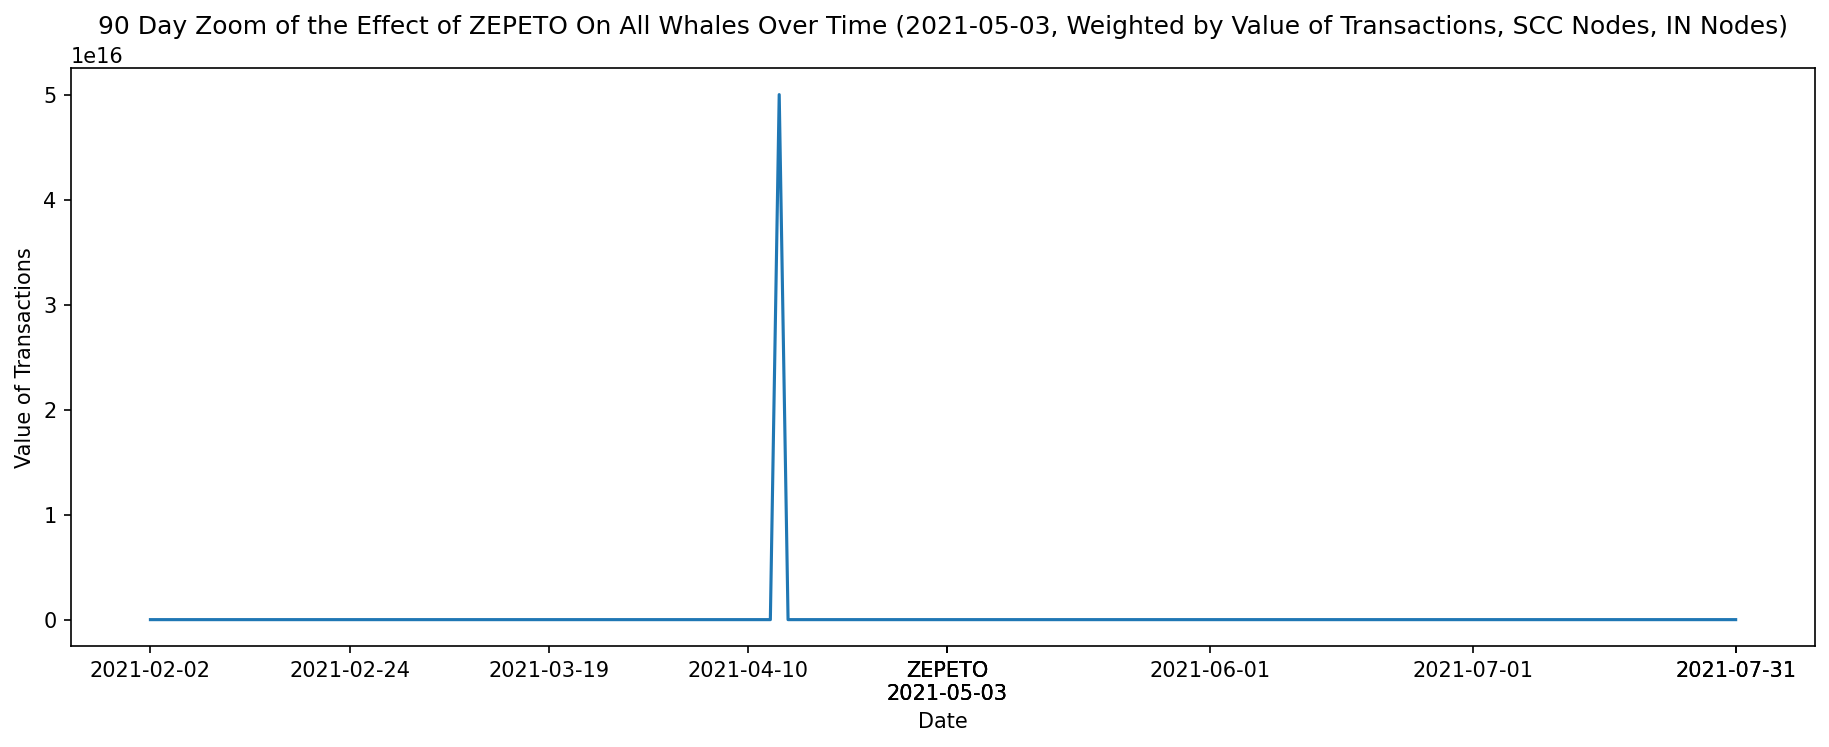 90 Day Zoom of the Effect of ZEPETO On All Whales Over Time (2021-05-03, Weighted by Value of Transactions, SCC Nodes, IN Nodes)
1e16
5
4
3
2
1
0
Value of Transactions
2021-02-02 2021-02-24 2021-03-19 2021-04-10 ZEPETO 2021-06-01 2021-07-01 2021-07-31
2021-05-03
Date